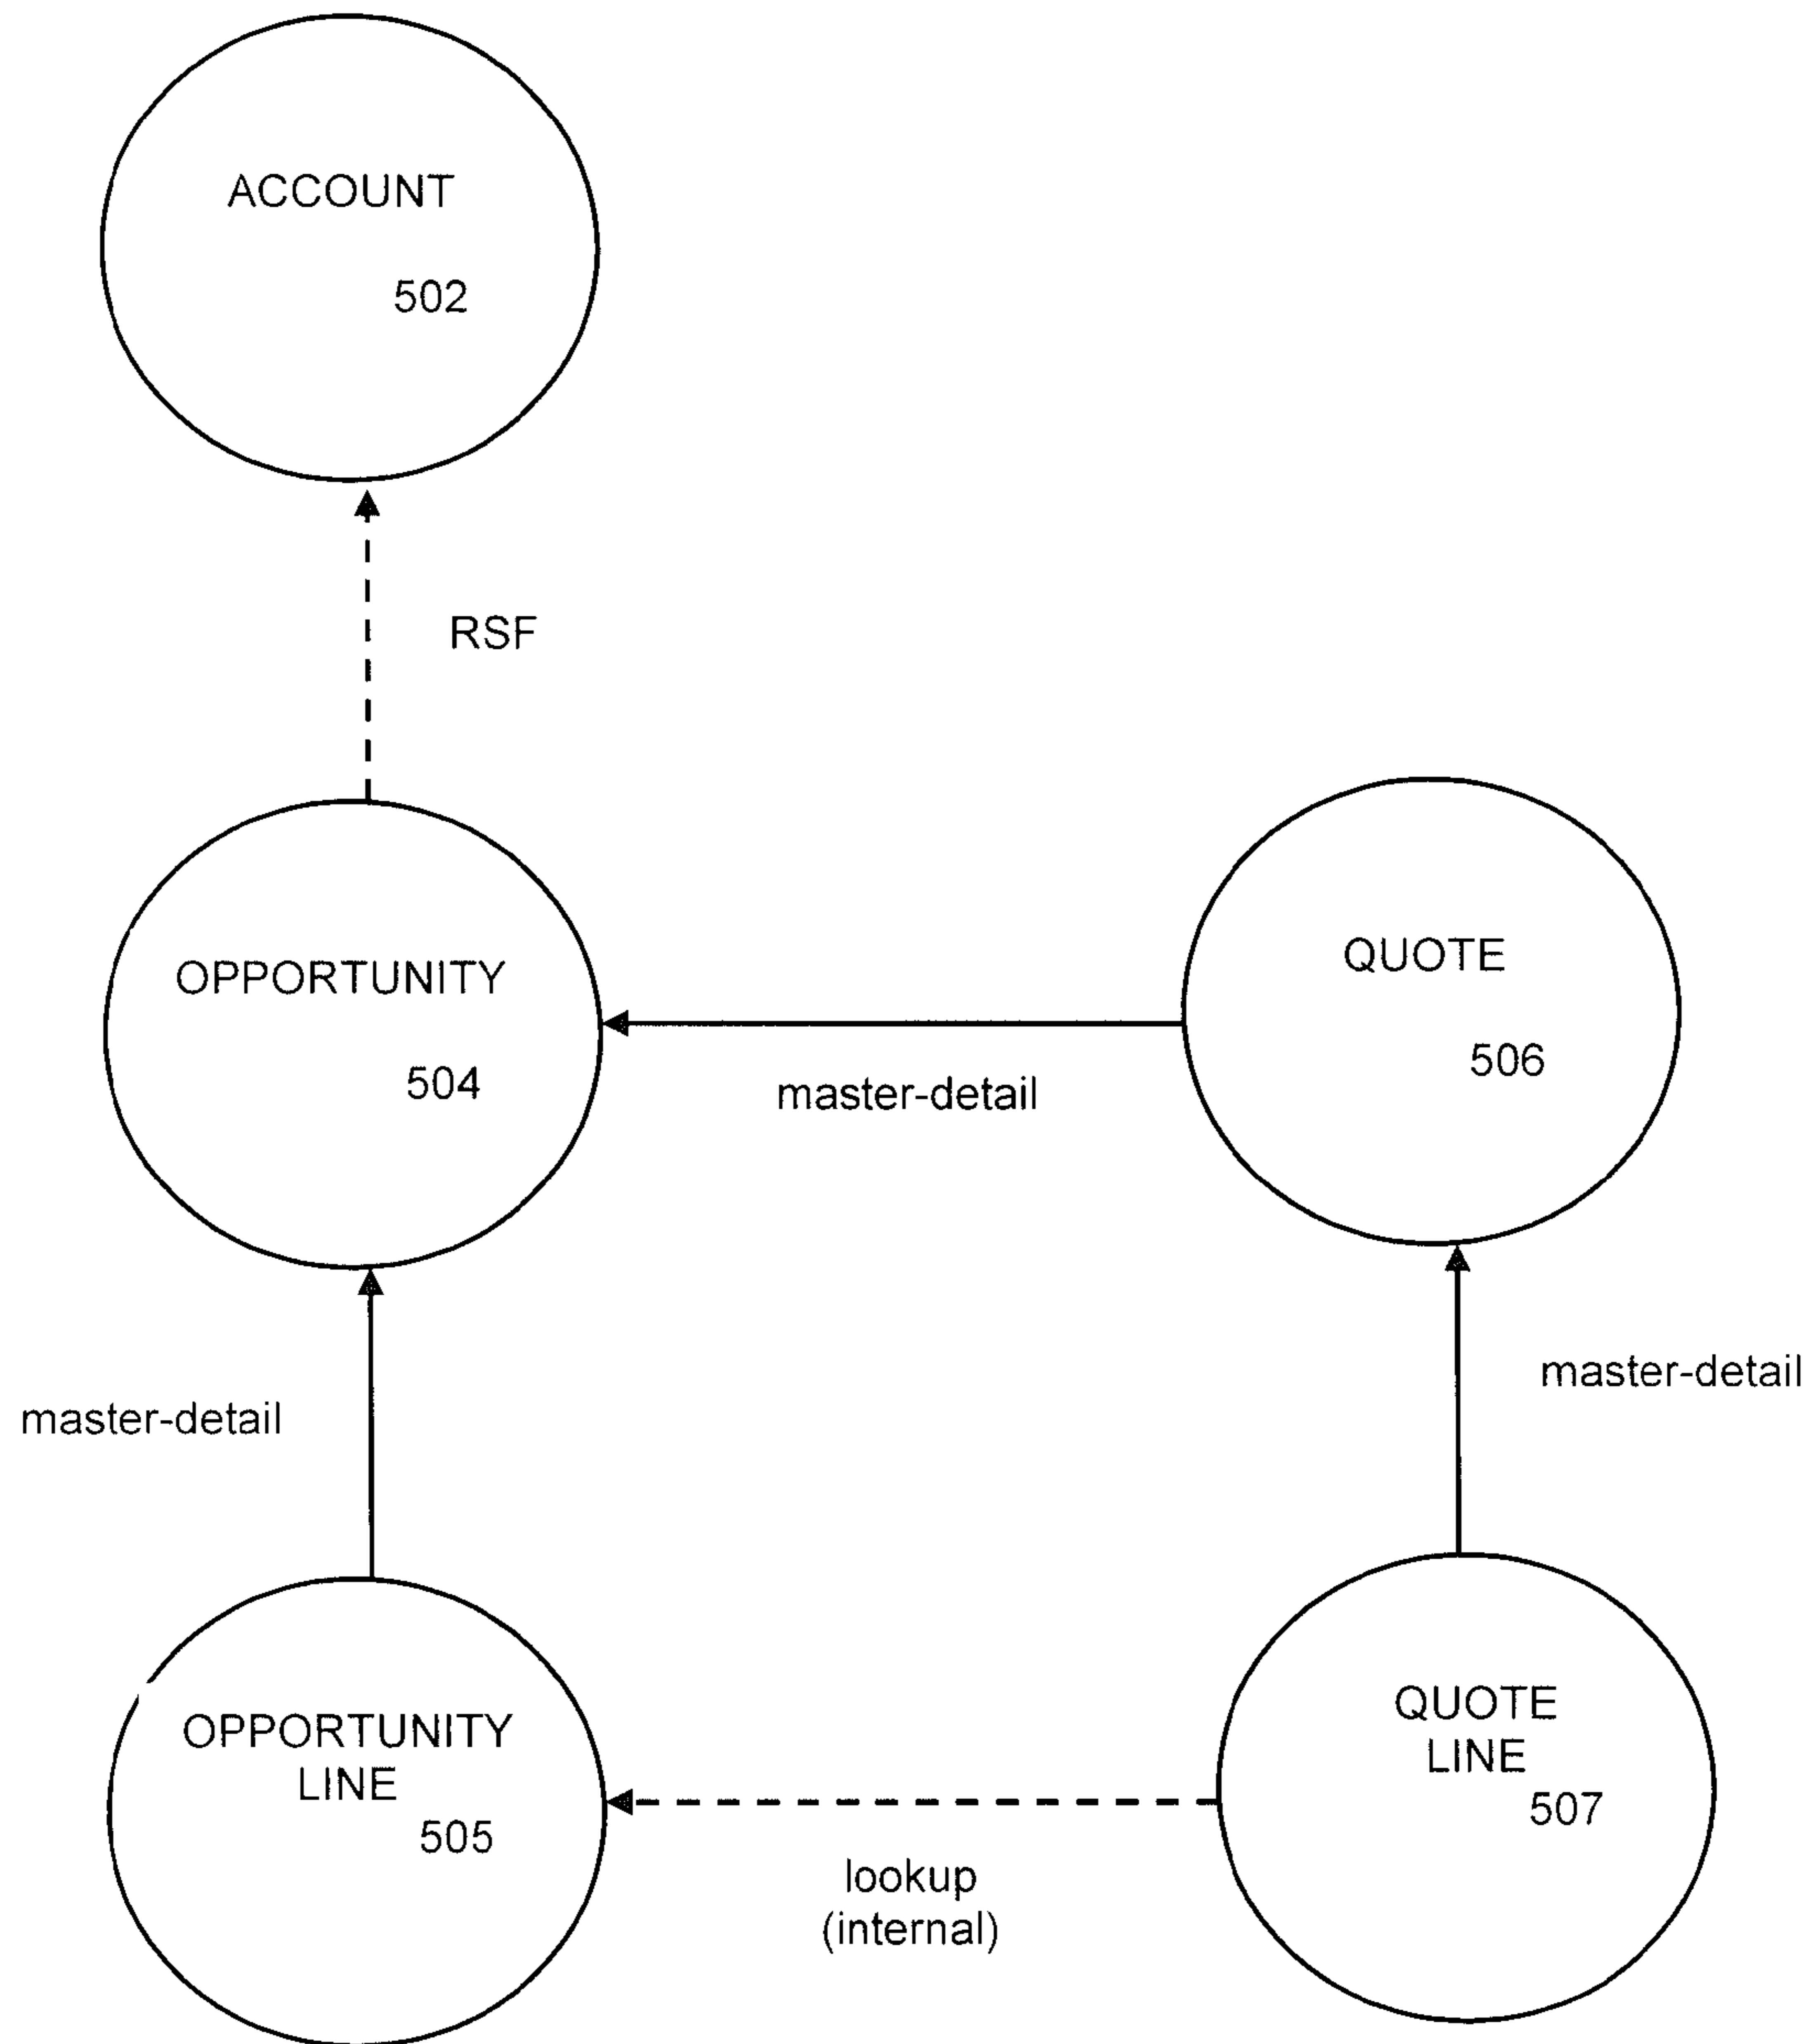 ACCOUNT
502
RSF
OPPORTUNITY
504
QUOTE
506
master-detail
master-detail
master-detail
OPPORTUNITY
LINE
505
QUOTE
LINE
507
lookup
(internal)